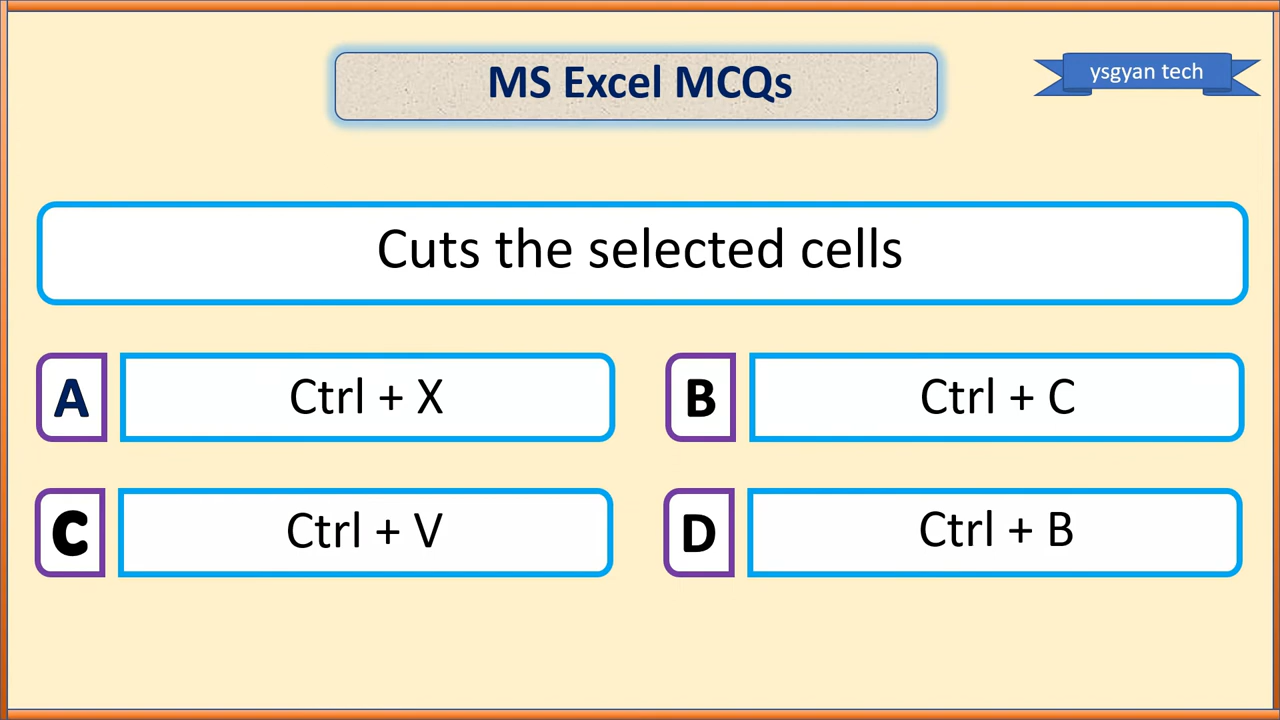 MS Excel MCQs
ysgyan tech
Cuts the selected cells
A Ctrl + X
B Ctrl + C
C Ctrl + V
D Ctrl + B